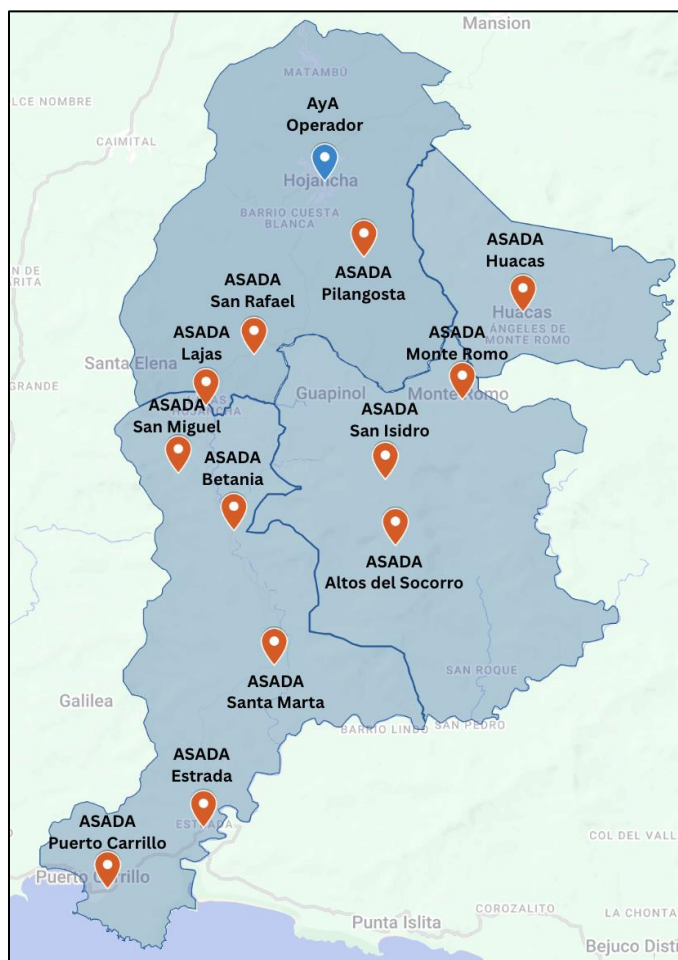 Mansion
MATAMBÚ
LCE NOMBRE
AyA
Operador
CAIMITAL
Hojancha
BARRIO CUESTA
BLANCA
ASADA
Huacas
ASADA
Pilangosta
ASADA
San Rafael
Huacas
ÁNGELES DE
MONTE ROMO
ASADA
Lajas
ASADA
Monte Romo
Santa Elena
GRANDE
Guapinol
Monte Romo
HOJANCHA
ASADA
San Miguel
ASADA
San Isidro
ASADA
Betania
ASADA
Altos del Socorro
SAN ROQUE
ASADA
Santa Marta
Galilea
BARRIO LINDO
SAN PEDRO
ASADA
Estrada
ESTRADA
ASADA
Puerto Carrillo
COL DEL VALL
Puerto Carrillo
COROZALITO
LA CHONTA
Punta Islita
Bejuco Disti